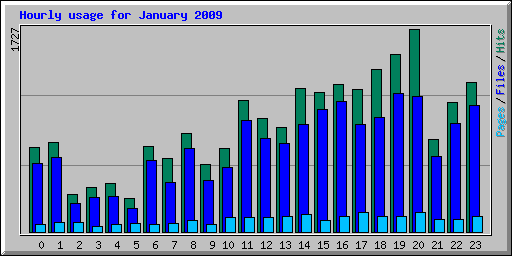 Hourly usage for January 2009
1727
Pages / Files / Hits
0 1 2 3 4 5 6 7 8 9 10 11 12 13 14 15 16 17 18 19 20 21 22 23